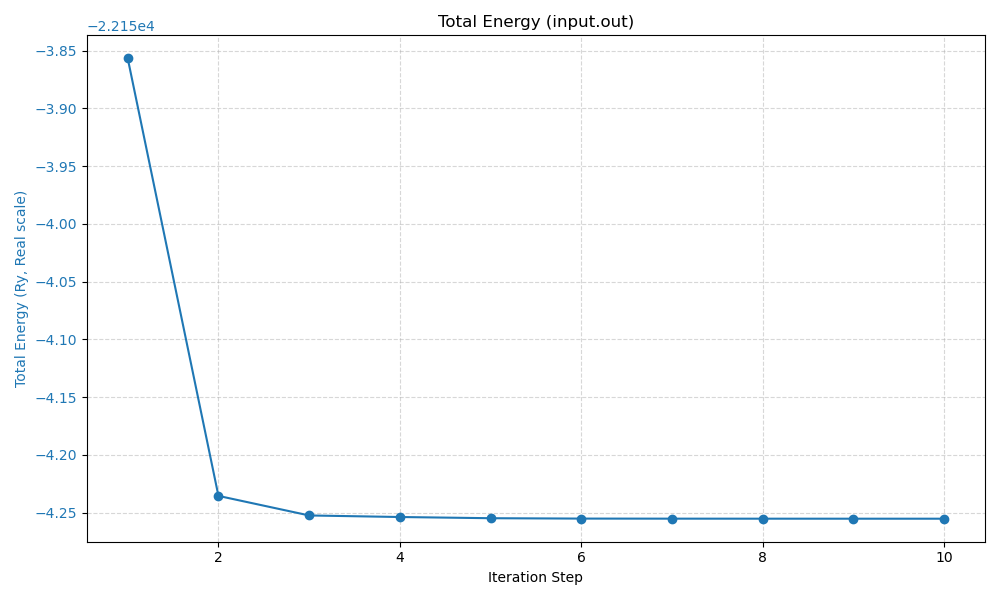 Total Energy (input.out)
−2.215e4
−3.85
−3.90
−3.95
−4.00
−4.05
−4.10
−4.15
−4.20
−4.25
Total Energy (Ry, Real scale)
2 4 6 8 10
Iteration Step